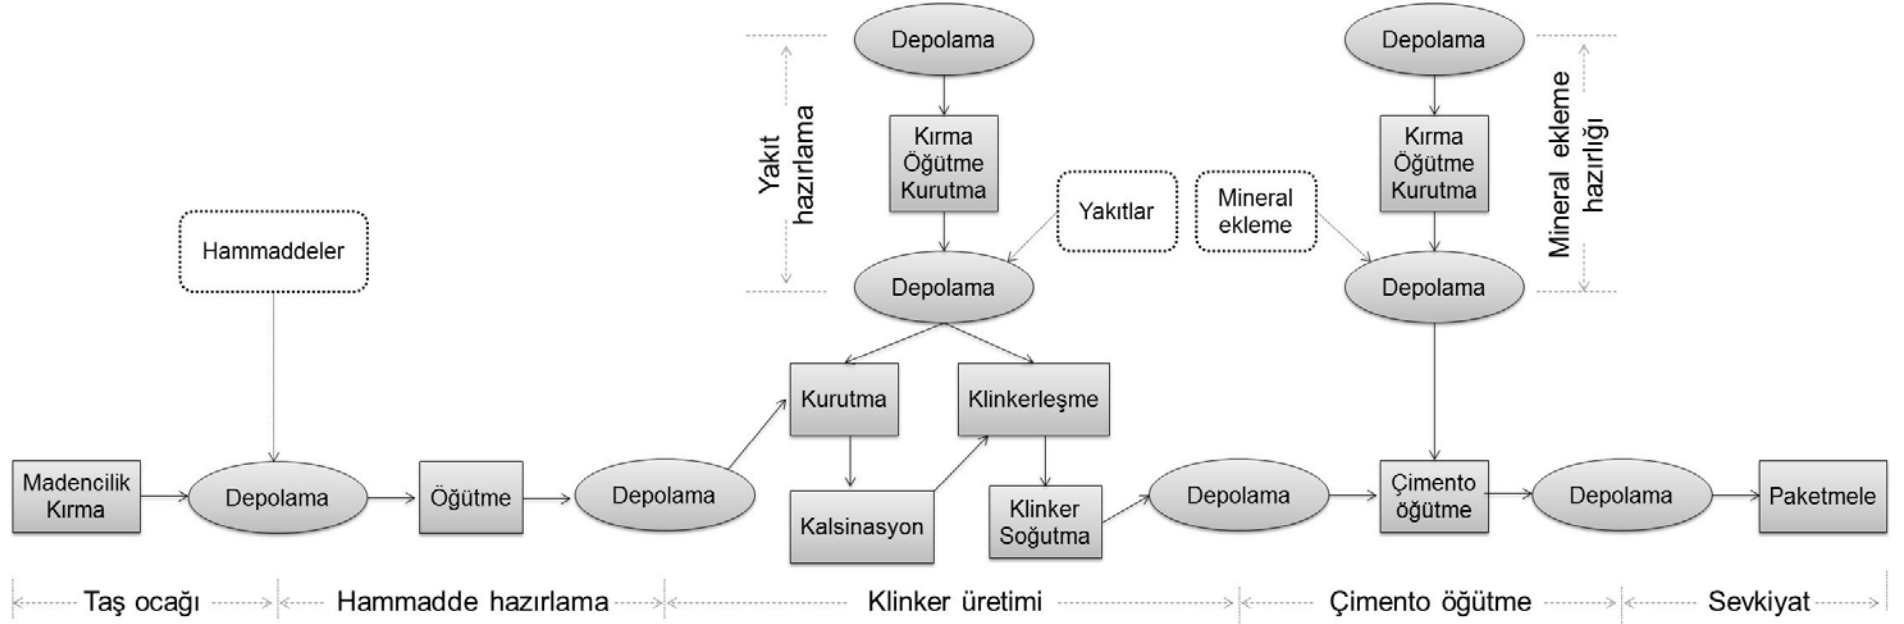 Depolama
Depolama
Yakıt
hazırlama
Kırma
Öğütme
Kurutma
Kırma
Öğütme
Kurutma
Mineral ekleme
hazırlığı
Hammaddeler
Yakıtlar
Mineral
ekleme
Depolama
Depolama
Kurutma
Klinkerleşme
Madencilik
Kırma
Depolama
Öğütme
Depolama
Kalsinasyon
Klinker
Soğutma
Depolama
Çimento
öğütme
Depolama
Paketmele
Taş ocağı
Hammadde hazırlama
Klinker üretimi
Çimento öğütme
Sevkiyat